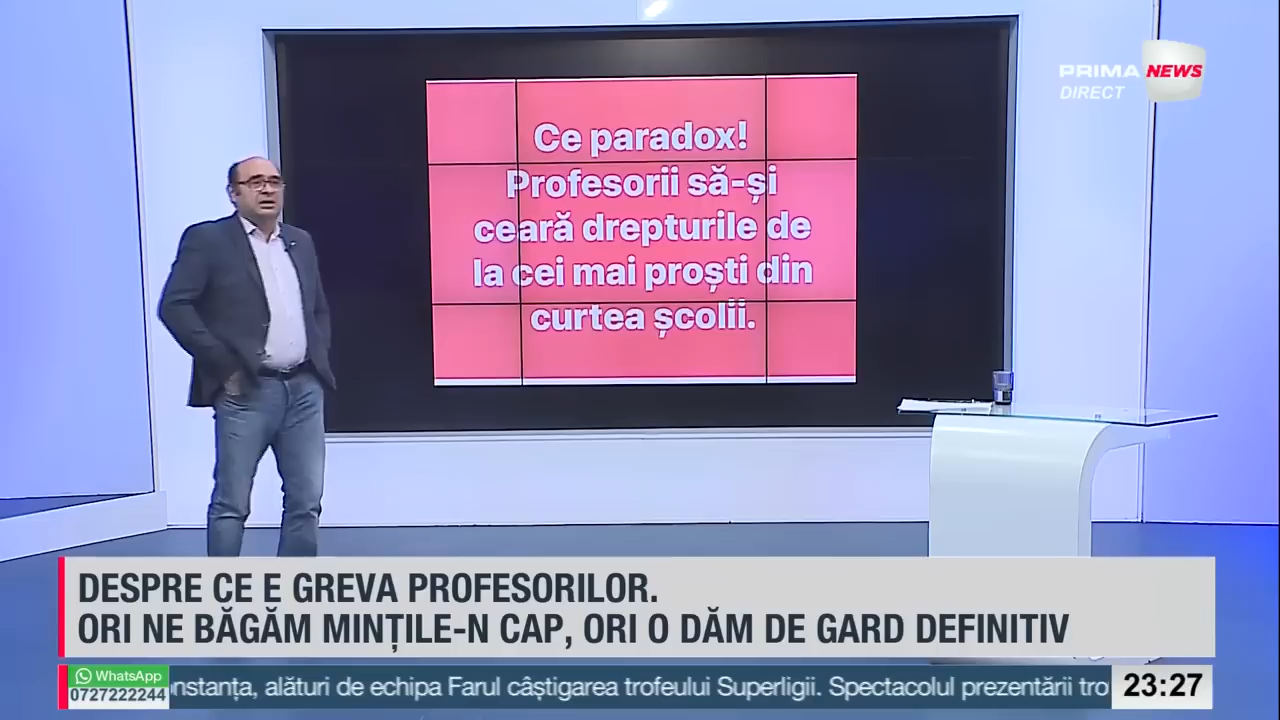 PRIMA NEWS
DIRECT
Ce paradox!
Profesorii să-și
ceară drepturile de
la cei mai proști din
curtea școlii.
DESPRE CE E GREVA PROFESORILOR.
ORI NE BĂGĂM MINȚILE-N CAP, ORI O DĂM DE GARD DEFINITIV
WhatsApp
0727222244
onstanța, alături de echipa Farul câștigarea trofeului Superligii. Spectacolul prezentării tro
23:27